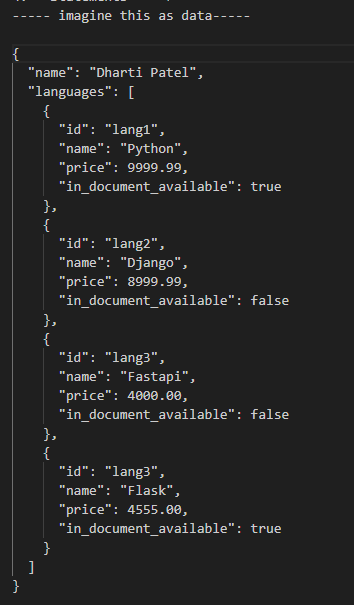 ----- imagine this as data-----
{
"name": "Dharti Patel",
"languages": [
{
"id": "lang1",
"name": "Python",
"price": 9999.99,
"in_document_available": true
},
{
"id": "lang2",
"name": "Django",
"price": 8999.99,
"in_document_available": false
},
{
"id": "lang3",
"name": "Fastapi",
"price": 4000.00,
"in_document_available": false
},
{
"id": "lang3",
"name": "Flask",
"price": 4555.00,
"in_document_available": true
}
]
}